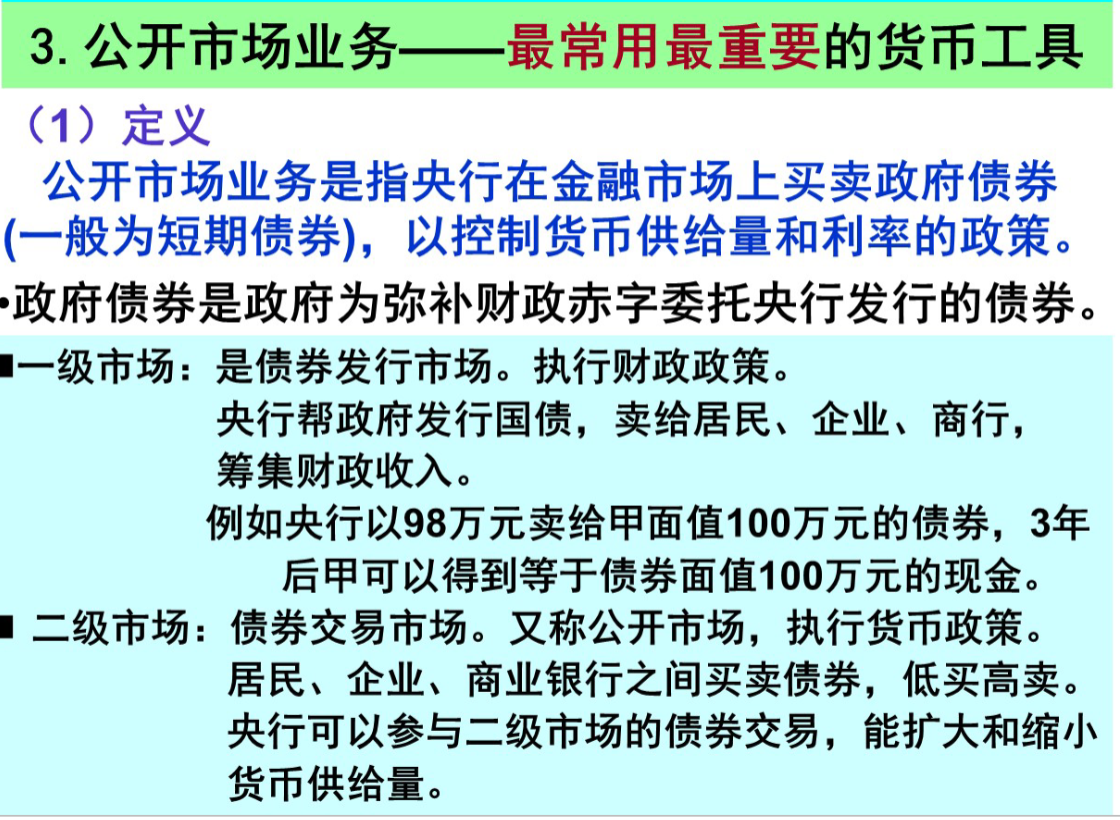 3. 公开市场业务——最常用最重要的货币工具
（1）定义
公开市场业务是指央行在金融市场上买卖政府债券
(一般为短期债券)，以控制货币供给量和利率的政策。
•政府债券是政府为弥补财政赤字委托央行发行的债券。
■一级市场：是债券发行市场。执行财政政策。
央行帮政府发行国债，卖给居民、企业、商行，
筹集财政收入。
例如央行以98万元卖给甲面值100万元的债券，3年
后甲可以得到等于债券面值100万元的现金。
■ 二级市场：债券交易市场。又称公开市场，执行货币政策。
居民、企业、商业银行之间买卖债券，低买高卖。
央行可以参与二级市场的债券交易，能扩大和缩小
货币供给量。